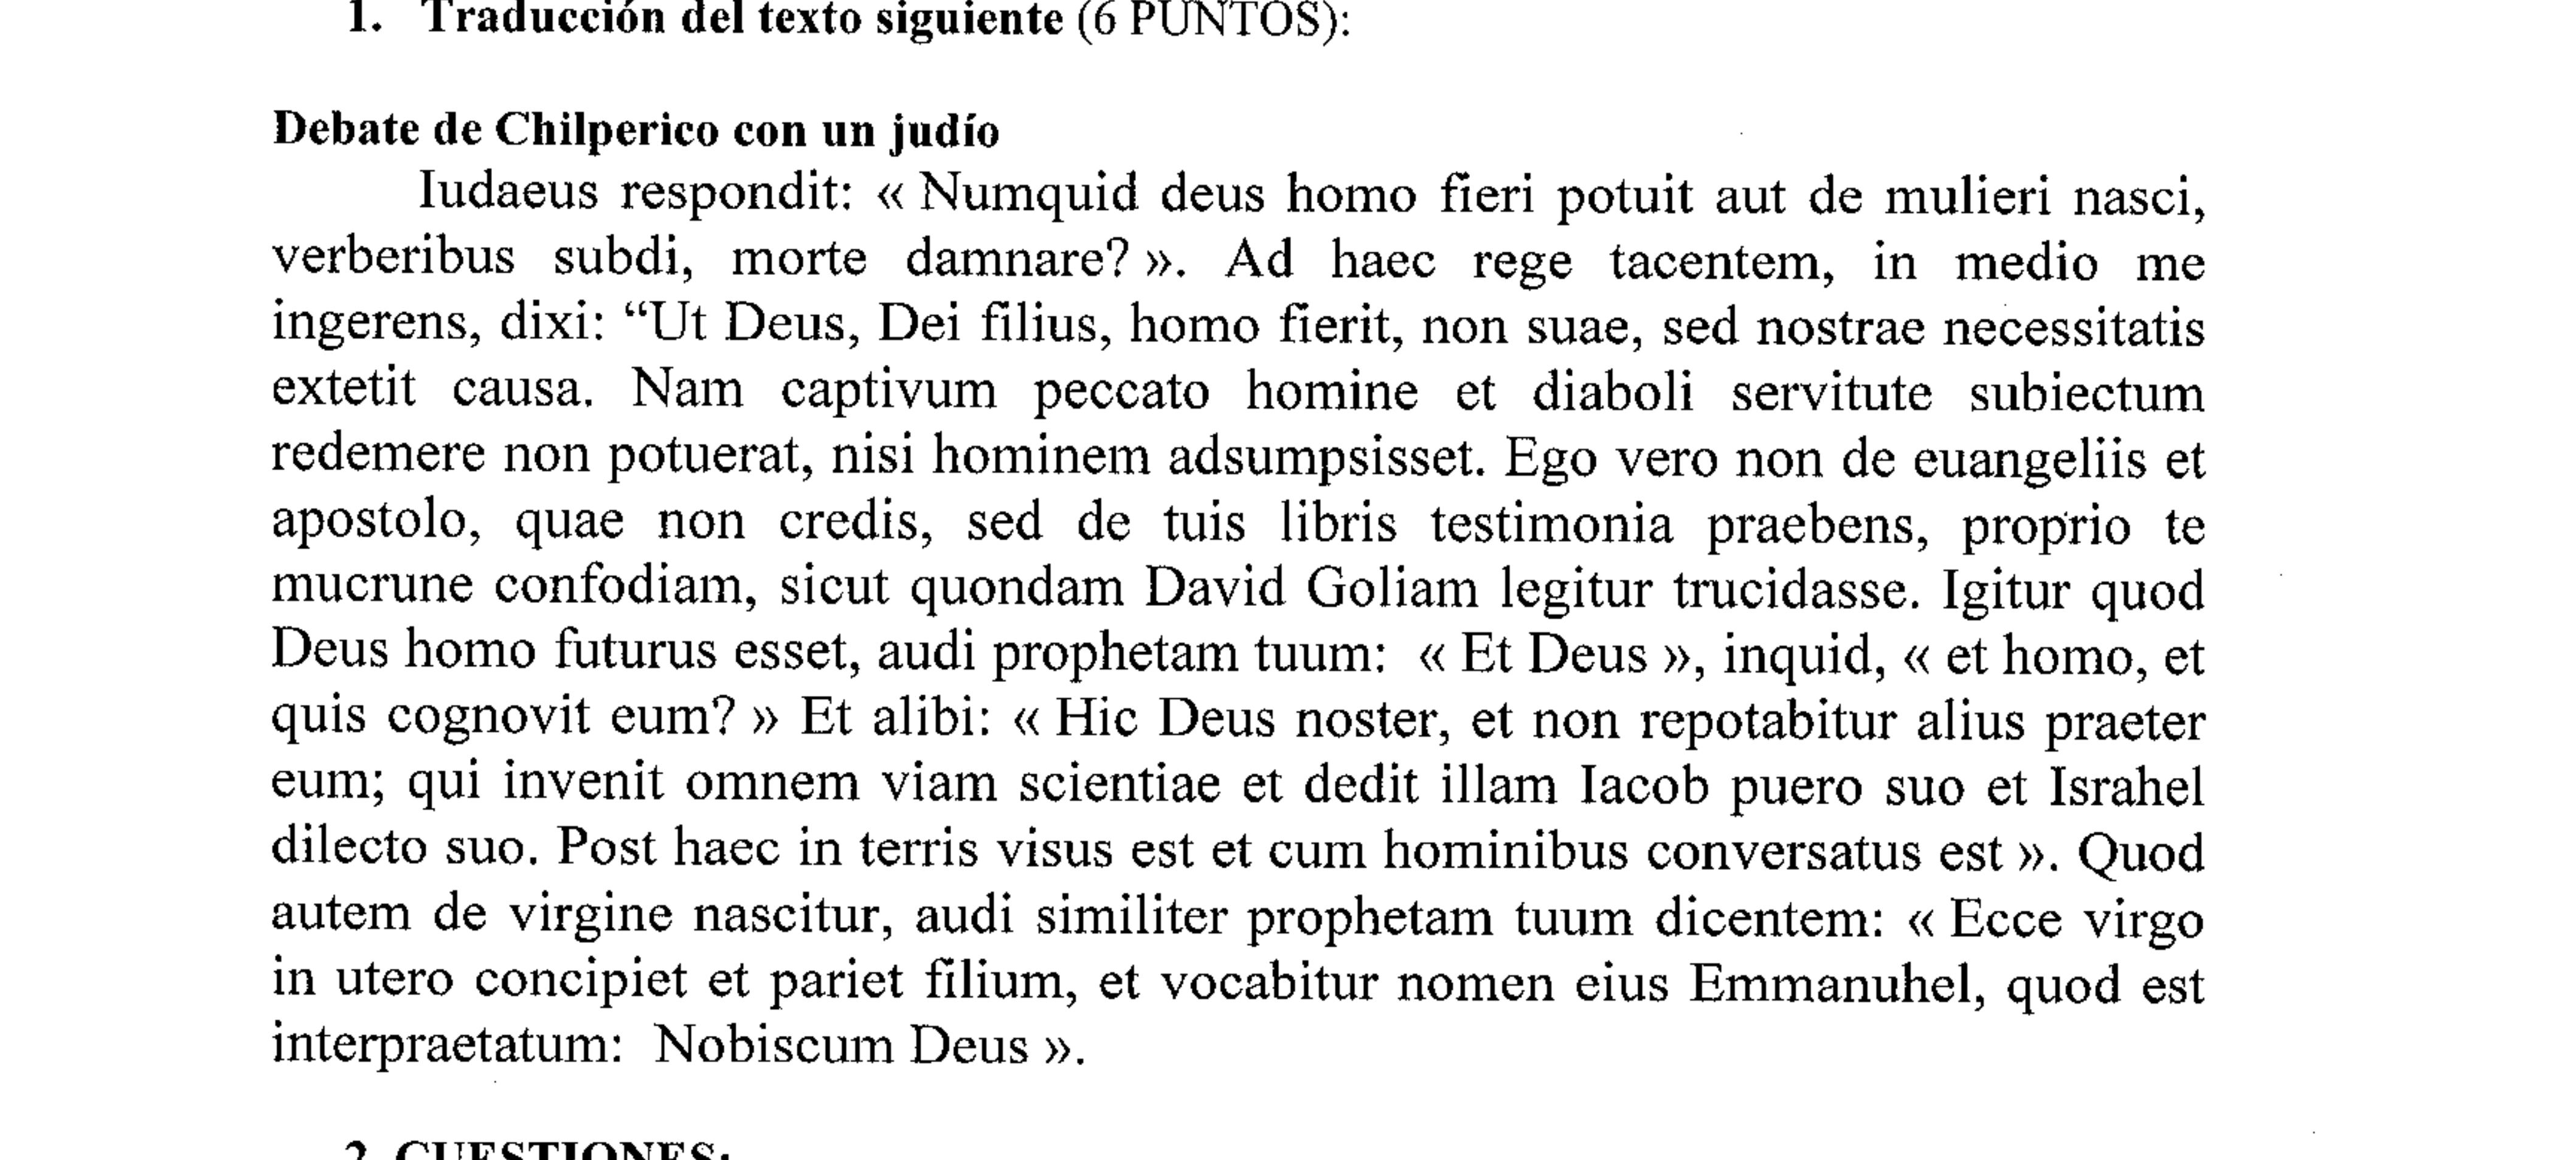 1. Traducción del texto siguiente (6 PUNTOS):
Debate de Chilperico con un judío
Iudaeus respondit: « Numquid deus homo fieri potuit aut de mulieri nasci,
verberibus subdi, morte damnare? ». Ad haec rege tacentem, in medio me
ingerens, dixi: “Ut Deus, Dei filius, homo fierit, non suae, sed nostrae necessitatis
extetit causa. Nam captivum peccato homine et diaboli servitute subiectum
redemere non potuerat, nisi hominem adsumpsisset. Ego vero non de euangeliis et
apostolo, quae non credis, sed de tuis libris testimonia praebens, proprio te
mucrune confodiam, sicut quondam David Goliam legitur trucidasse. Igitur quod
Deus homo futurus esset, audi prophetam tuum: « Et Deus », inquid, « et homo, et
quis cognovit eum? » Et alibi: « Hic Deus noster, et non repotabitur alius praeter
eum; qui invenit omnem viam scientiae et dedit illam Iacob puero suo et Israhel
dilecto suo. Post haec in terris visus est et cum hominibus conversatus est ». Quod
autem de virgine nascitur, audi similiter prophetam tuum dicentem: « Ecce virgo
in utero concipiet et pariet filium, et vocabitur nomen eius Emmanuhel, quod est
interpraetatum: Nobiscum Deus ».
2. CUESTIONES: